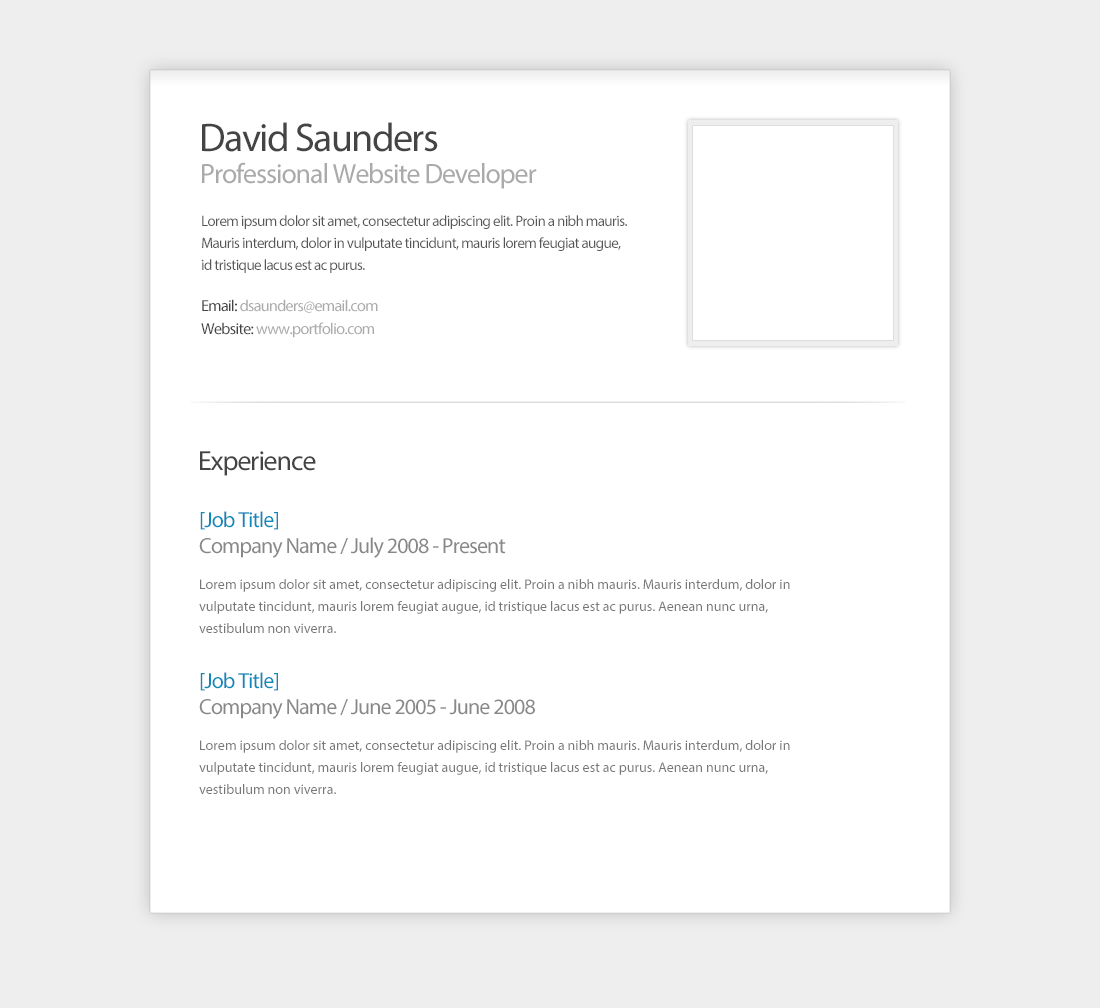 David Saunders
Professional Website Developer
Lorem ipsum dolor sit amet, consectetur adipiscing elit. Proin a nibh mauris.
Mauris interdum, dolor in vulputate tincidunt, mauris lorem feugiat augue,
id tristique lacus est ac purus.
Email: dsaunders@email.com
Website: www.portfolio.com
Experience
[Job Title]
Company Name / July 2008 - Present
Lorem ipsum dolor sit amet, consectetur adipiscing elit. Proin a nibh mauris. Mauris interdum, dolor in
vulputate tincidunt, mauris lorem feugiat augue, id tristique lacus est ac purus. Aenean nunc urna,
vestibulum non viverra.
[Job Title]
Company Name / June 2005 - June 2008
Lorem ipsum dolor sit amet, consectetur adipiscing elit. Proin a nibh mauris. Mauris interdum, dolor in
vulputate tincidunt, mauris lorem feugiat augue, id tristique lacus est ac purus. Aenean nunc urna,
vestibulum non viverra.